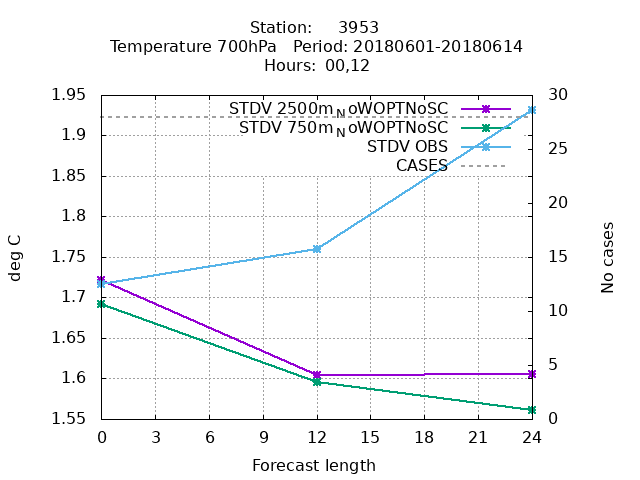 Station: 3953
Temperature 700hPa Period: 20180601-20180614
Hours: 00,12
STDV 2500m_NoWOPTNoSC
STDV 750m_NoWOPTNoSC
STDV OBS
CASES
deg C
1.95
1.9
1.85
1.8
1.75
1.7
1.65
1.6
1.55
30
25
20
15
10
5
0
No cases
0 3 6 9 12 15 18 21 24
Forecast length